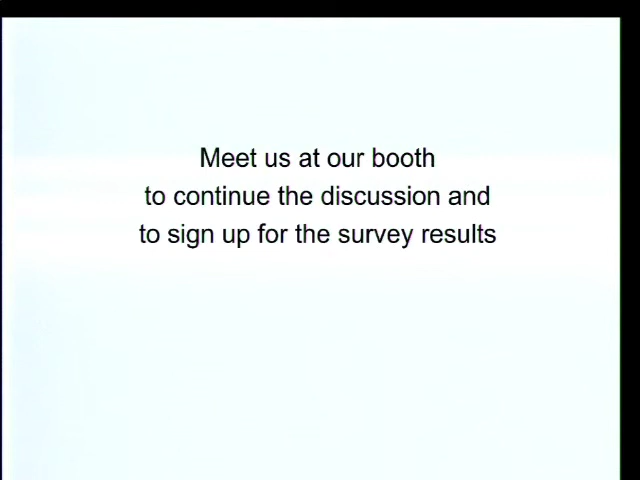 Meet us at our booth
to continue the discussion and
to sign up for the survey results